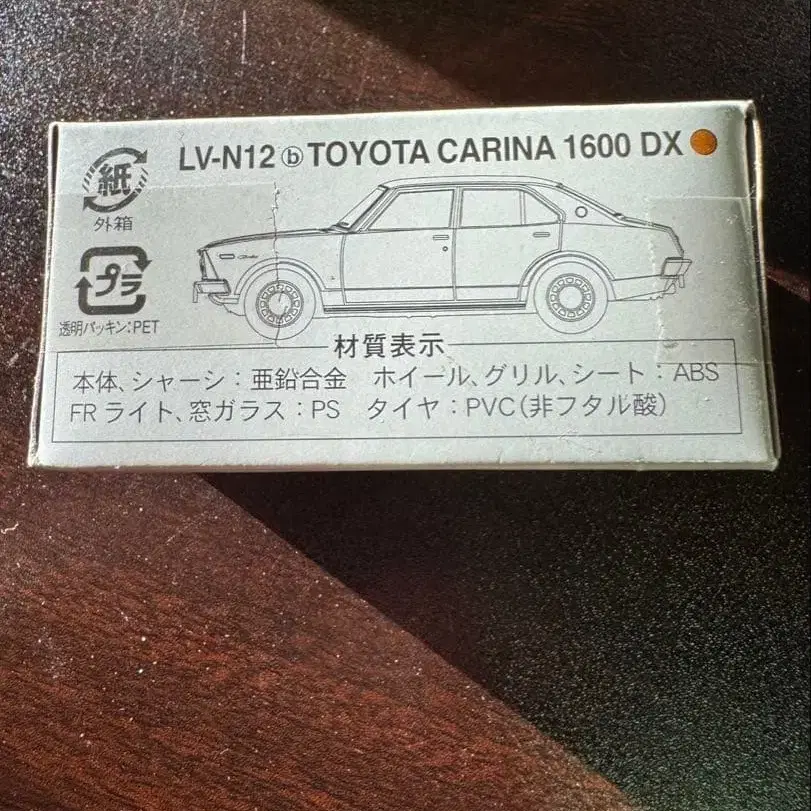 LV-N12 ⓑ TOYOTA CARINA 1600 DX
紙
外箱
プラ
透明パッキン:PET
材質表示
本体、シャーシ:亜鉛合金 ホイール、グリル、シート:ABS
FRライト、窓ガラス:PS タイヤ:PVC(非フタル酸)